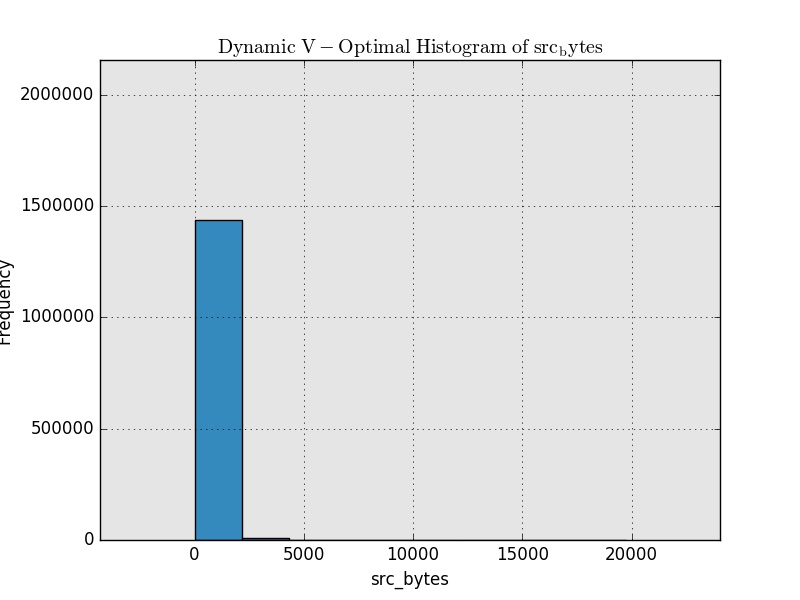 Dynamic V − Optimal Histogram of src_bytes
2000000
1500000
1000000
500000
0
Frequency
0 5000 10000 15000 20000
src_bytes